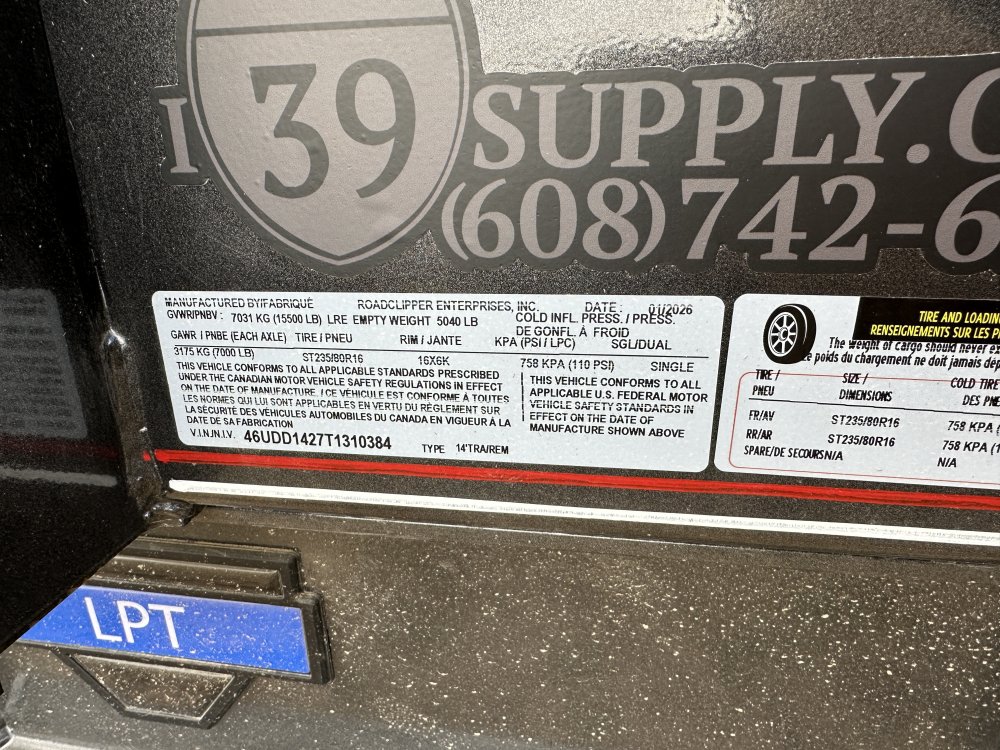 I 39 SUPPLY.C
(608)742-6
MANUFACTURED BY/FABRIQUÉ ROADCLIPPER ENTERPRISES, INC. DATE: 01/2026
GVWR/PNBV: 7031 KG (15500 LB) LRE EMPTY WEIGHT 5040 LB COLD INFL. PRESS./PRESS.
DE GONFL. À FROID
GAWR / PNBE (EACH AXLE) TIRE / PNEU RIM / JANTE KPA (PSI / LPC) SGL/DUAL
3175 KG (7000 LB) ST235/80R16 16X6K 758 KPA (110 PSI) SINGLE
THIS VEHICLE CONFORMS TO ALL APPLICABLE STANDARDS PRESCRIBED
UNDER THE CANADIAN MOTOR VEHICLE SAFETY REGULATIONS IN EFFECT
ON THE DATE OF MANUFACTURE. / CE VÉHICULE EST CONFORME À TOUTES
LES NORMES QUI LUI SONT APPLICABLES EN VERTU DU RÈGLEMENT SUR
LA SÉCURITÉ DES VÉHICULES AUTOMOBILES DU CANADA EN VIGUEUR À LA
DATE DE SA FABRICATION
THIS VEHICLE CONFORMS TO ALL
APPLICABLE U.S. FEDERAL MOTOR
VEHICLE SAFETY STANDARDS IN
EFFECT ON THE DATE OF
MANUFACTURE SHOWN ABOVE
V.I.N./N.I.V. 46UDD1427T1310384 TYPE 14'TRA/REM
TIRE AND LOADIN
RENSEIGNEMENTS SUR LES P
The weight of cargo should never ex
e poids du chargement ne doit jamais dép
TIRE / SIZE / COLD TIRE
PNEU DIMENSIONS DES PNE
FR/AV ST235/80R16 758 KPA (
RR/AR ST235/80R16 758 KPA (1
SPARE/DE SECOURS N/A N/A
LPT